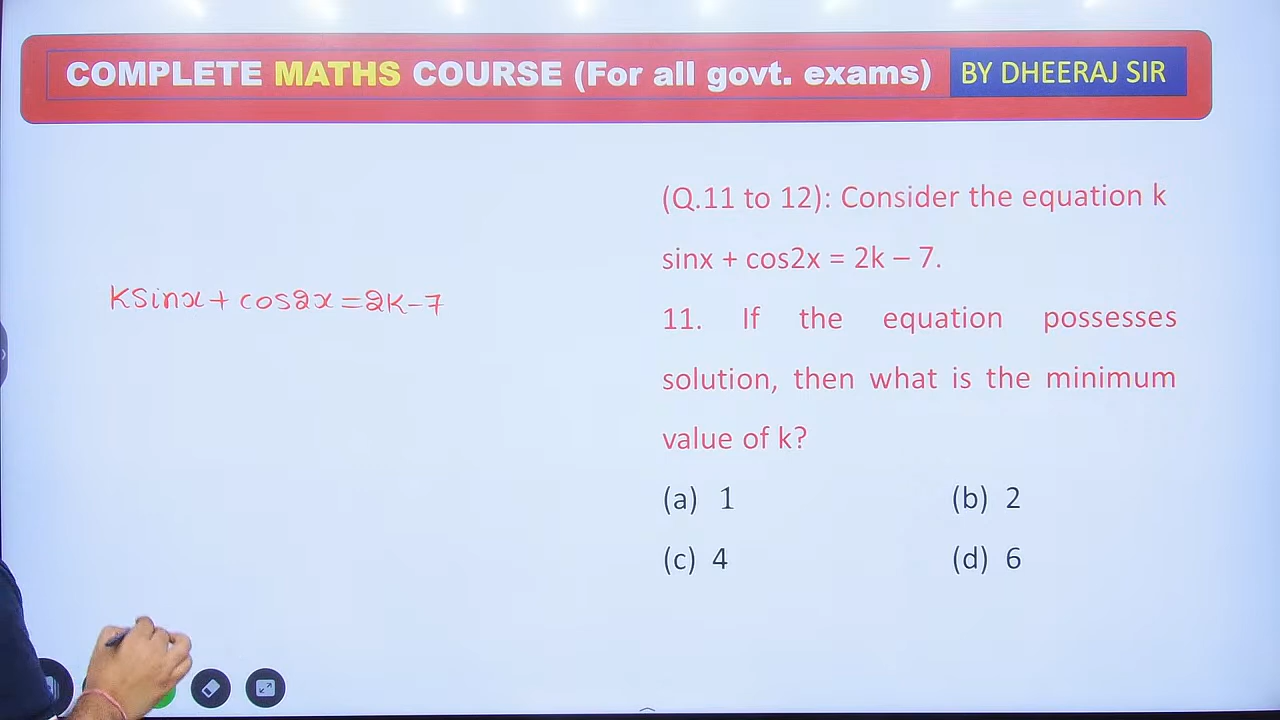 COMPLETE MATHS COURSE (For all govt. exams) BY DHEERAJ SIR
(Q.11 to 12): Consider the equation k
sinx + cos2x = 2k – 7.
11. If the equation possesses
solution, then what is the minimum
value of k?
(a) 1 (b) 2
(c) 4 (d) 6
ksinx + cos2x = 2k-7